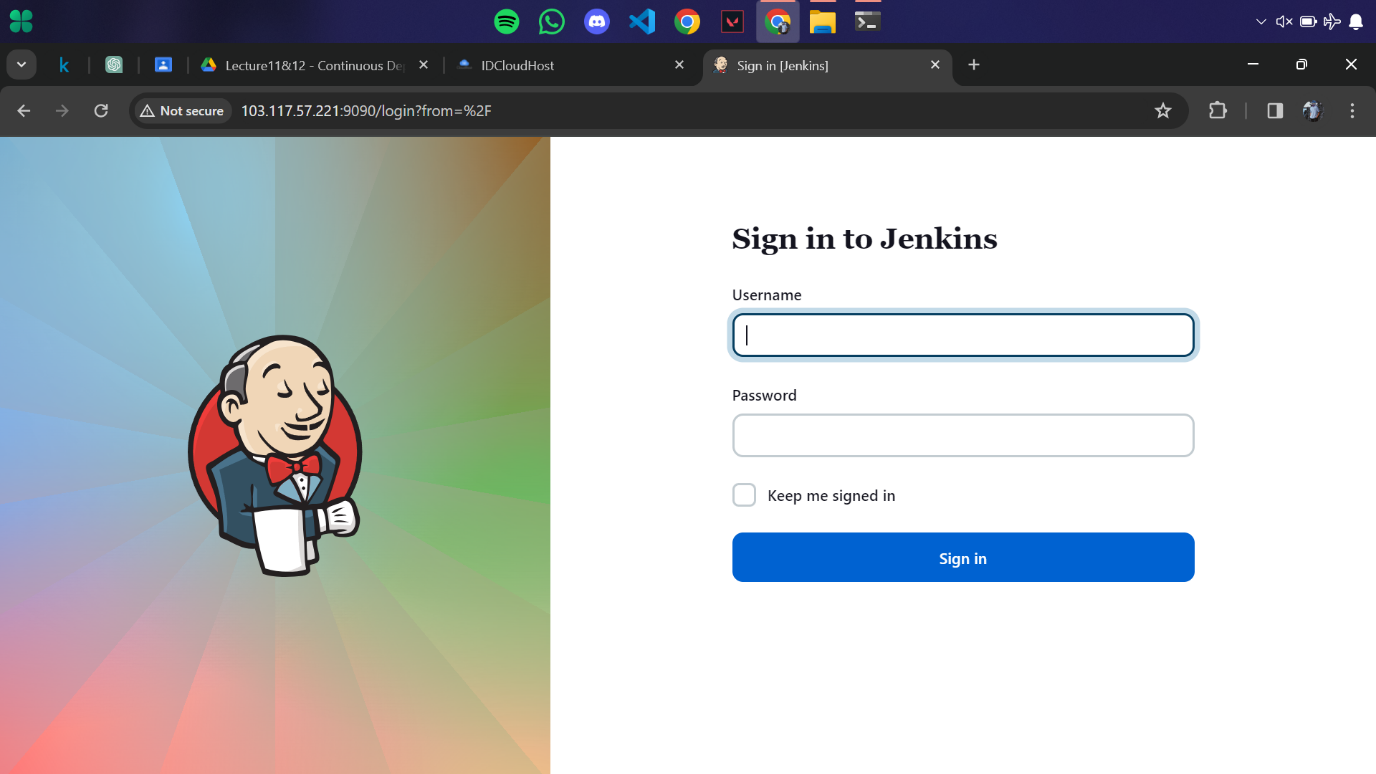 k
Lecture11&12 - Continuous De
IDCloudHost
Sign in [Jenkins]
Not secure
103.117.57.221:9090/login?from=%2F
Sign in to Jenkins
Username
Password
Keep me signed in
Sign in